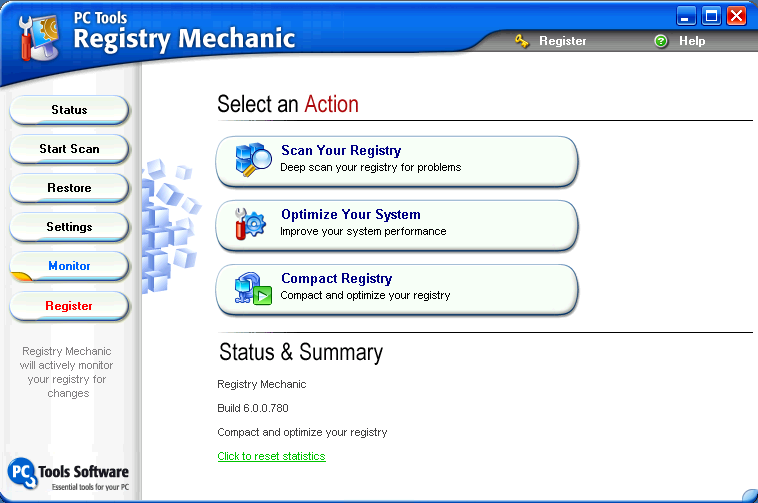 PC Tools
Registry Mechanic
Register
Help
Status
Start Scan
Restore
Settings
Monitor
Register
Registry Mechanic
will actively monitor
your registry for
changes
PC Tools Software
Essential tools for your PC
Select an Action
Scan Your Registry
Deep scan your registry for problems
Optimize Your System
Improve your system performance
Compact Registry
Compact and optimize your registry
Status & Summary
Registry Mechanic
Build 6.0.0.780
Compact and optimize your registry
Click to reset statistics